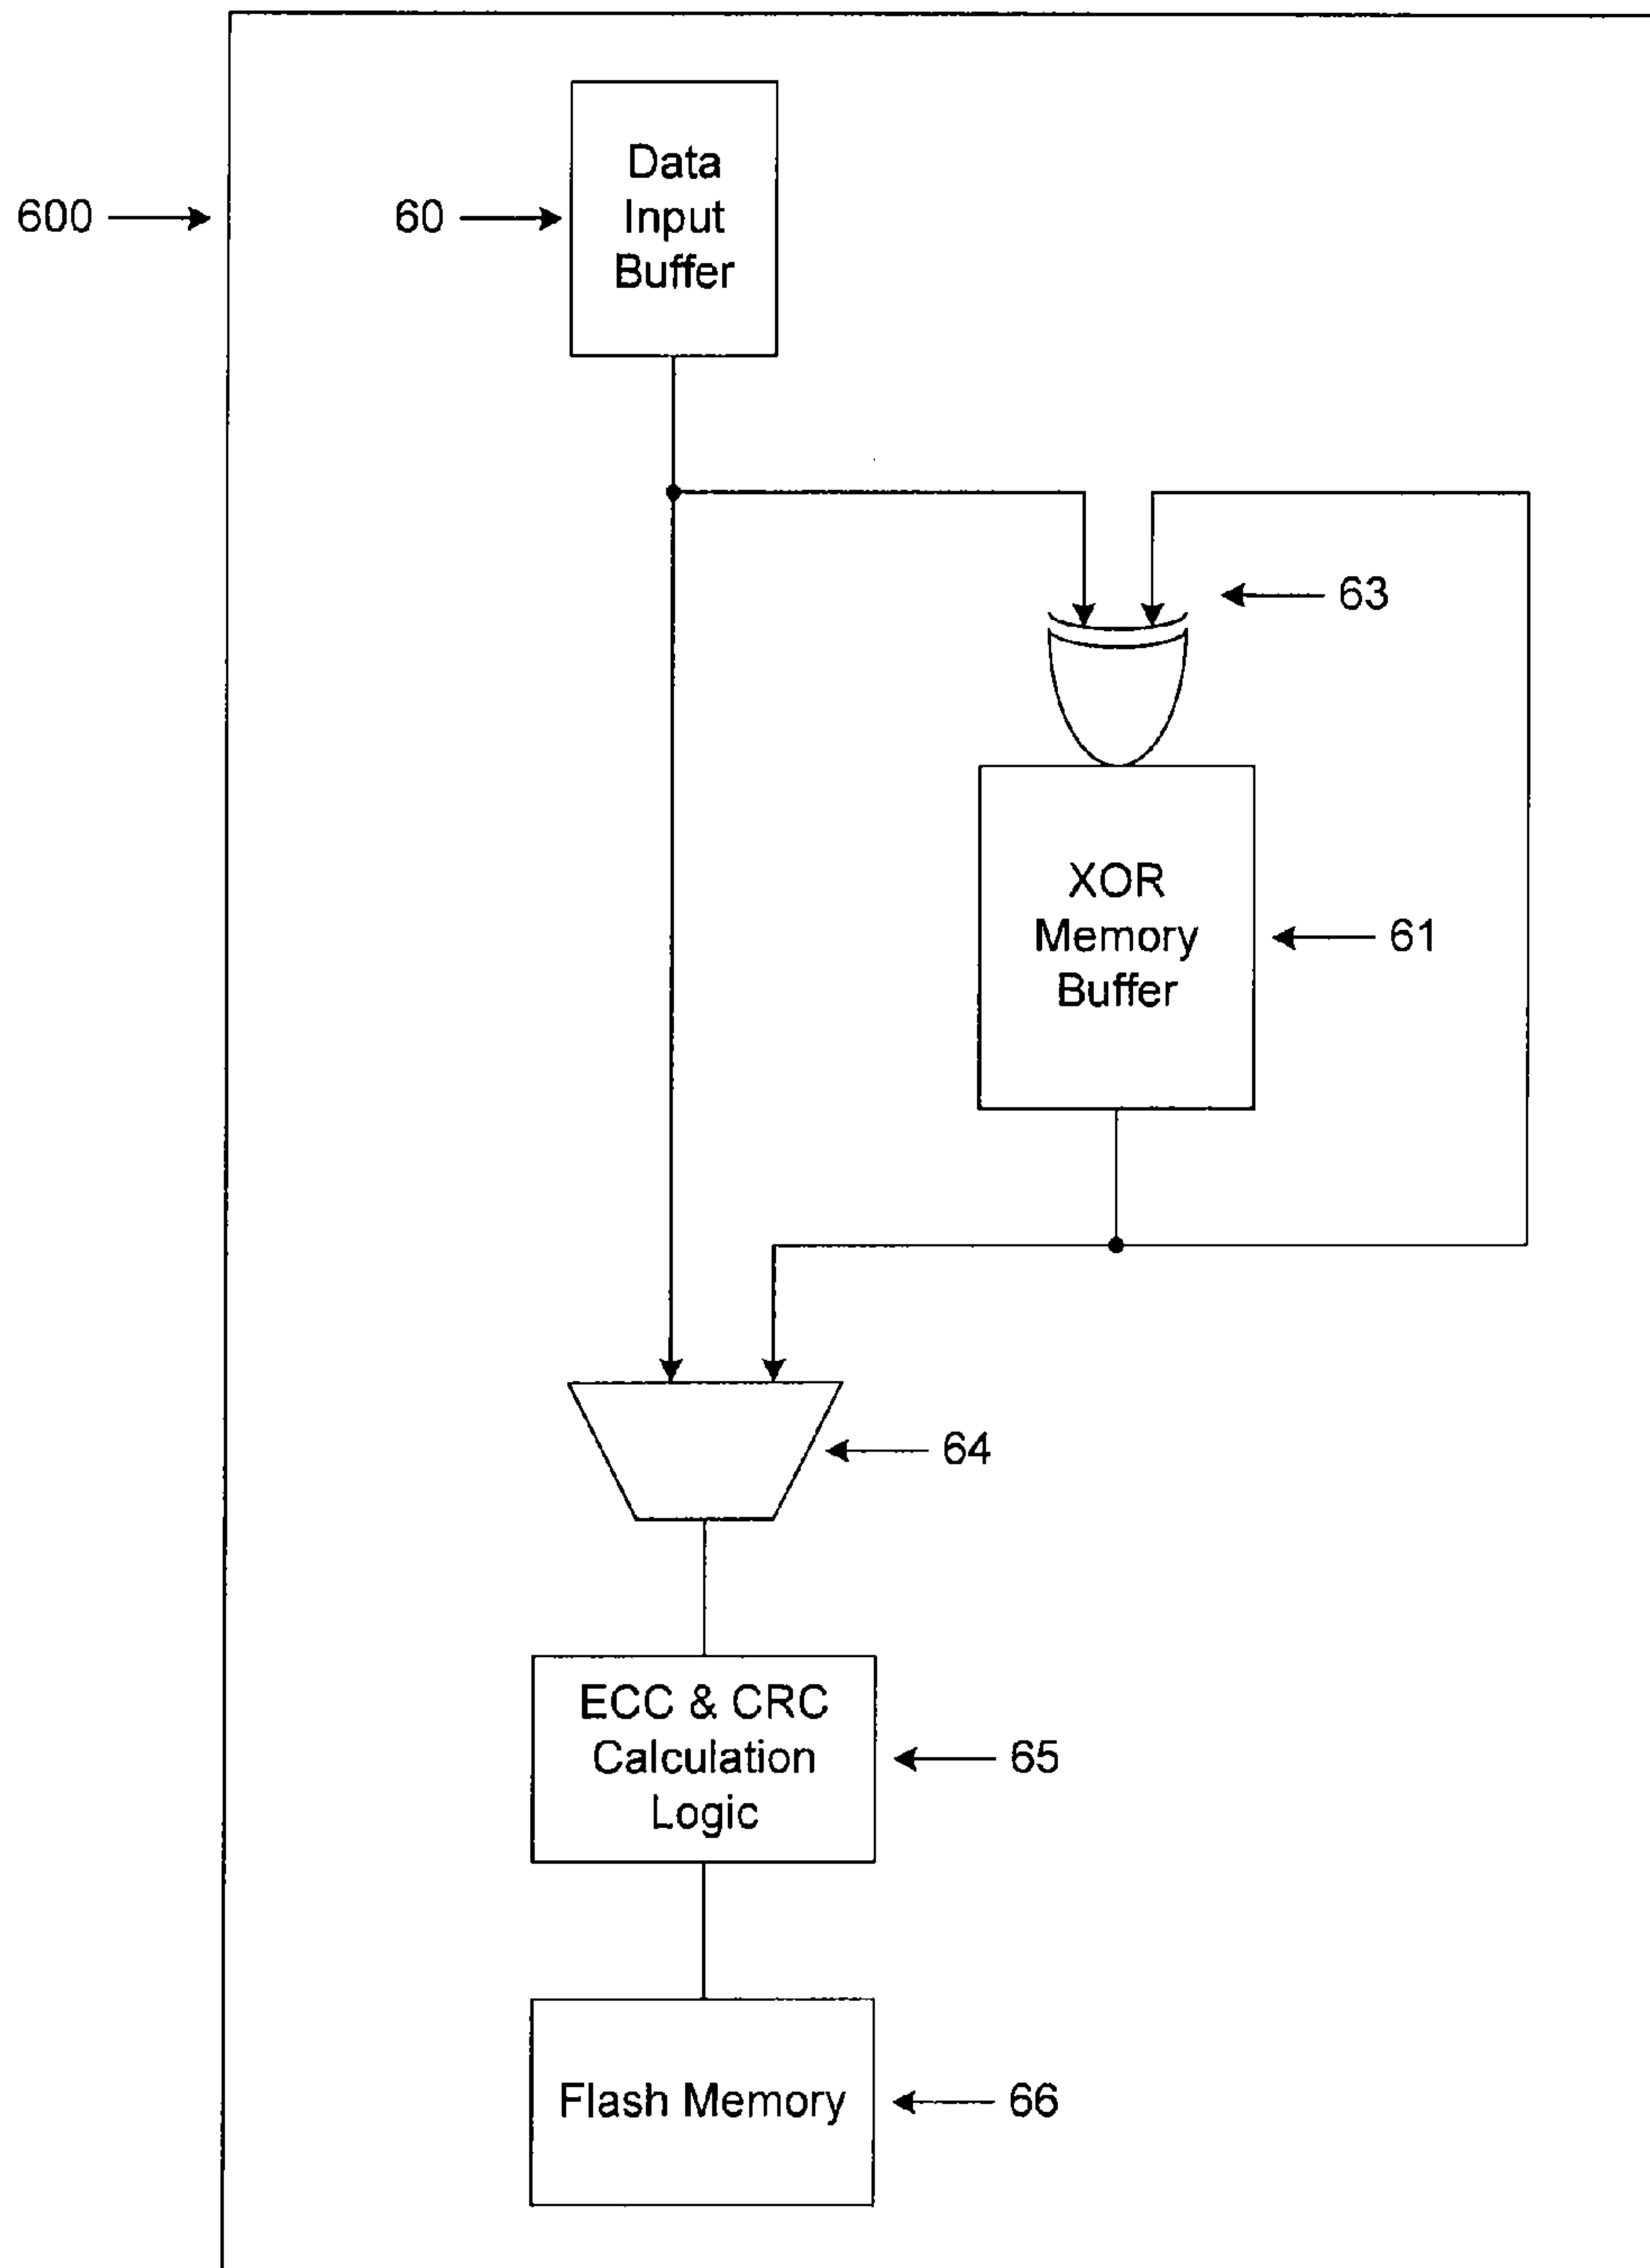 600
60
Data
Input
Buffer
63
XOR
Memory
Buffer
61
64
ECC & CRC
Calculation
Logic
65
Flash Memory
66